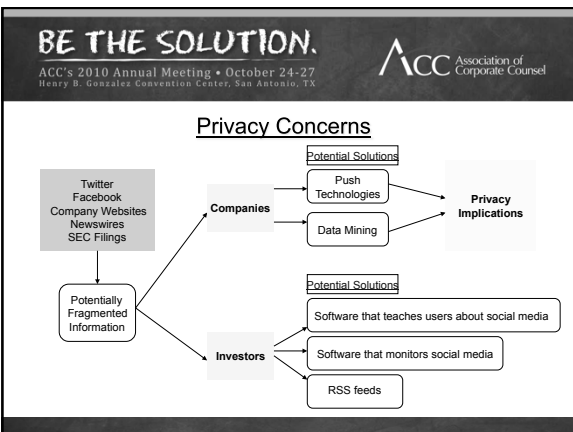 BE THE SOLUTION.
ACC's 2010 Annual Meeting • October 24-27
Henry B. Gonzalez Convention Center, San Antonio, TX
ACC Association of
Corporate Counsel
Privacy Concerns
Twitter
Facebook
Company Websites
Newswires
SEC Filings
Potentially
Fragmented
Information
Companies
Potential Solutions
Push
Technologies
Data Mining
Privacy
Implications
Investors
Potential Solutions
Software that teaches users about social media
Software that monitors social media
RSS feeds